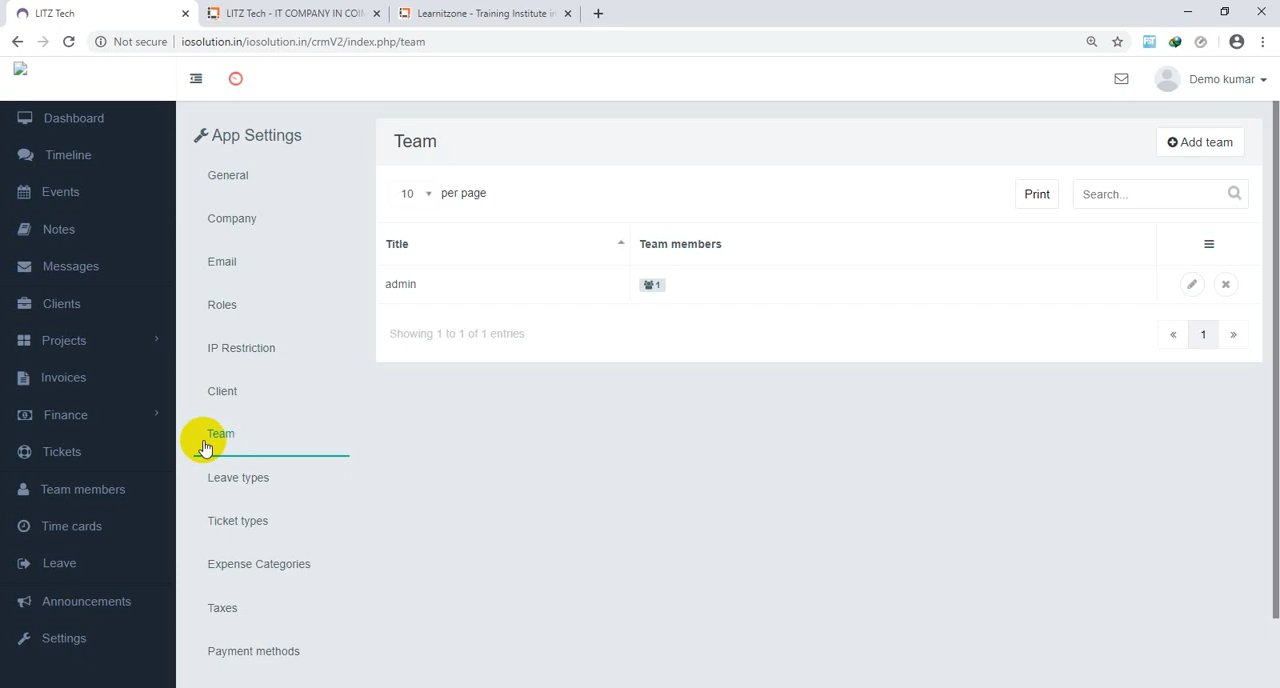 LITZ Tech
LITZ Tech - IT COMPANY IN COI
Learnitzone - Training Institute in
Not secure
iosolution.in/iosolution.in/crmV2/index.php/team
Demo kumar
Dashboard
Timeline
Events
Notes
Messages
Clients
Projects
Invoices
Finance
Tickets
Team members
Time cards
Leave
Announcements
Settings
App Settings
General
Company
Email
Roles
IP Restriction
Client
Team
Leave types
Ticket types
Expense Categories
Taxes
Payment methods
Team
Add team
10 per page
Print
Search...
Title
Team members
admin
1
Showing 1 to 1 of 1 entries
« 1 »